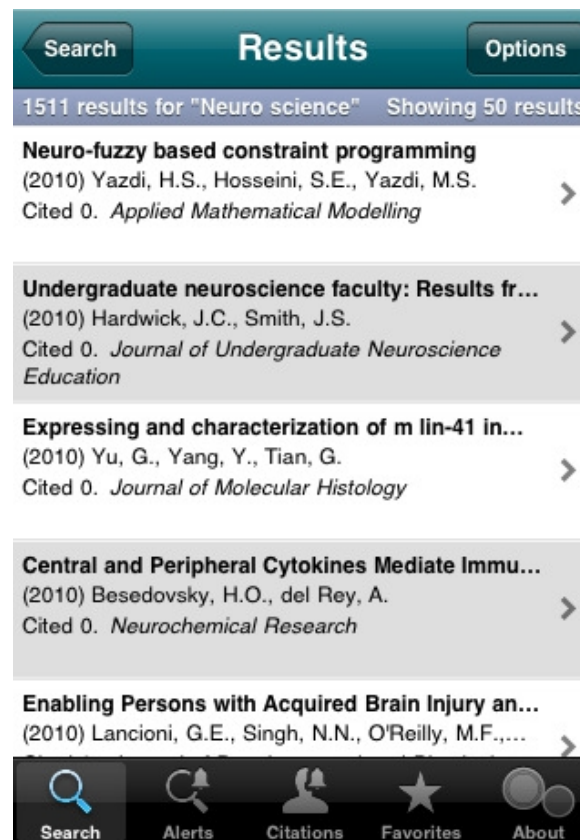 Search Results Options
1511 results for "Neuro science" Showing 50 results
Neuro-fuzzy based constraint programming
(2010) Yazdi, H.S., Hosseini, S.E., Yazdi, M.S.
Cited 0. Applied Mathematical Modelling
Undergraduate neuroscience faculty: Results fr...
(2010) Hardwick, J.C., Smith, J.S.
Cited 0. Journal of Undergraduate Neuroscience
Education
Expressing and characterization of m lin-41 in...
(2010) Yu, G., Yang, Y., Tian, G.
Cited 0. Journal of Molecular Histology
Central and Peripheral Cytokines Mediate Immu...
(2010) Besedovsky, H.O., del Rey, A.
Cited 0. Neurochemical Research
Enabling Persons with Acquired Brain Injury an...
(2010) Lancioni, G.E., Singh, N.N., O'Reilly, M.F.,...
Search Alerts Citations Favorites About